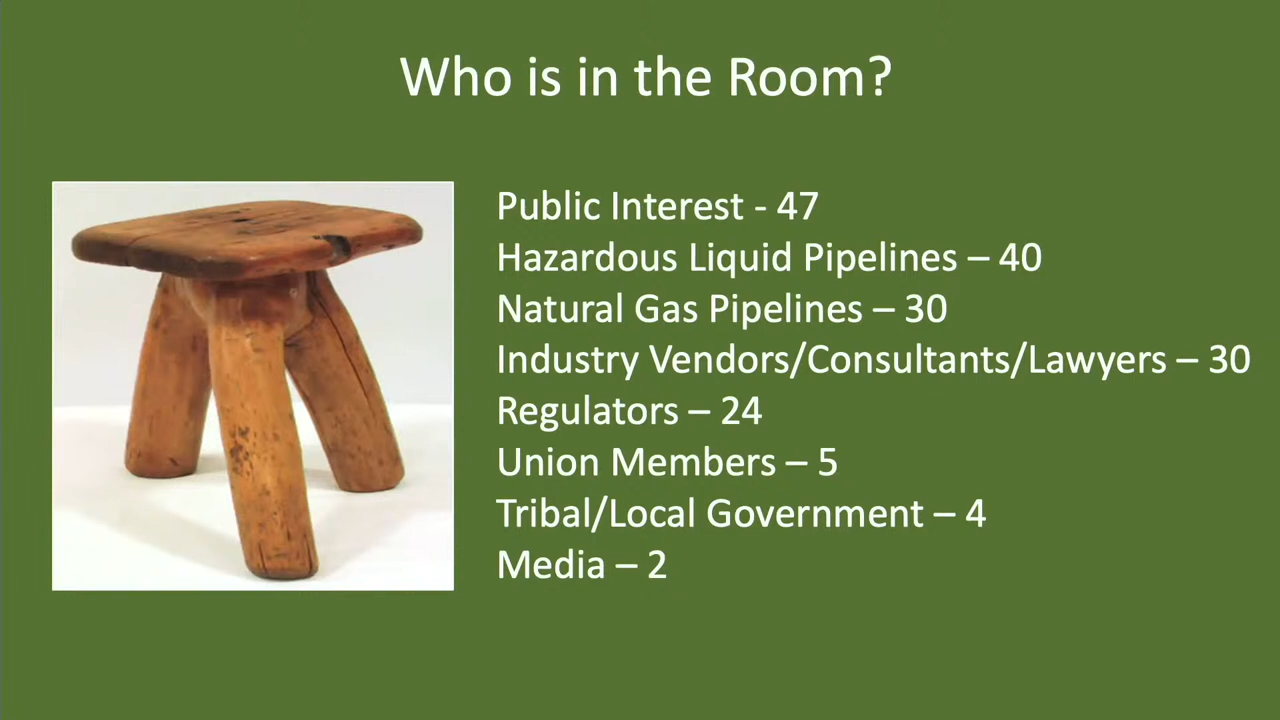 Who is in the Room?
Public Interest - 47
Hazardous Liquid Pipelines – 40
Natural Gas Pipelines – 30
Industry Vendors/Consultants/Lawyers – 30
Regulators – 24
Union Members – 5
Tribal/Local Government – 4
Media – 2